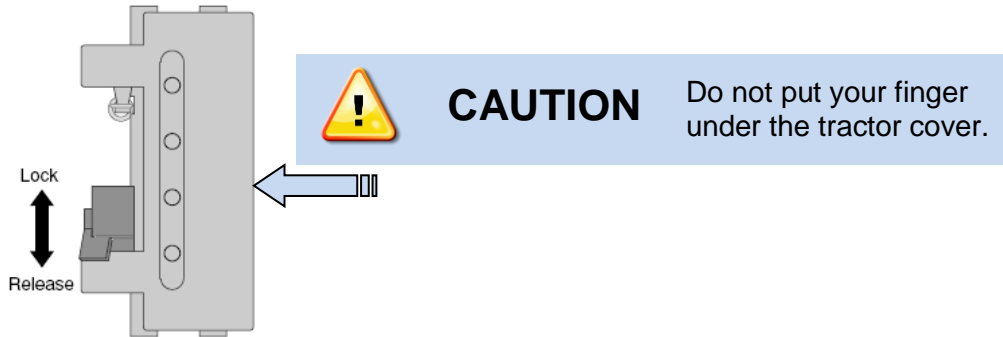 CAUTION
Do not put your finger
under the tractor cover.
Lock
Release